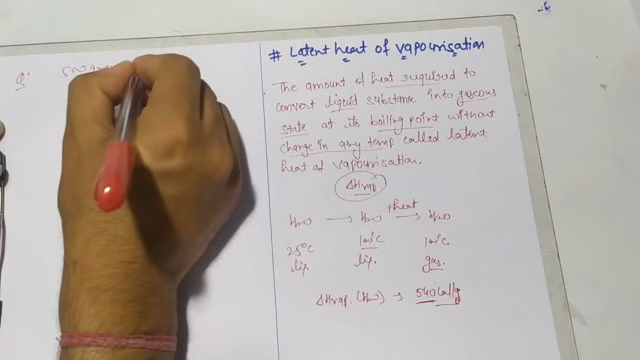 Q:
# Latent heat of vapourisation
The amount of heat required to
convert liquid substance into gaseous
state at its boiling point without
change in any temp called latent
heat of vapourisation.
ΔHvap
H₂O → H₂O heat→ H₂O
25°C 100°C 100°C
liq. liq. gas.
ΔHvap. (H₂O) → 540 Cal/g